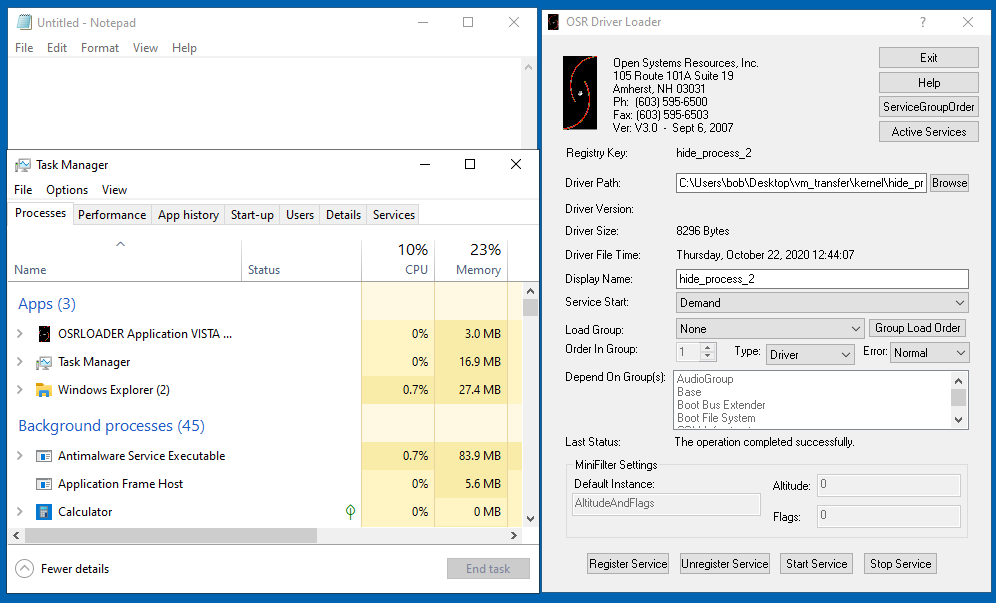 Untitled - Notepad
File Edit Format View Help
Task Manager
File Options View
Processes Performance App history Start-up Users Details Services
10% 23%
Name Status CPU Memory
Apps (3)
OSRLOADER Application VISTA ... 0% 3.0 MB
Task Manager 0% 16.9 MB
Windows Explorer (2) 0.7% 27.4 MB
Background processes (45)
Antimalware Service Executable 0.7% 83.9 MB
Application Frame Host 0% 5.6 MB
Calculator 0% 0 MB
Fewer details End task
OSR Driver Loader ?
Open Systems Resources, Inc.
105 Route 101A Suite 19
Amherst, NH 03031
Ph: (603) 595-6500
Fax: (603) 595-6503
Ver: V3.0 - Sept 6, 2007
Exit
Help
ServiceGroupOrder
Active Services
Registry Key: hide_process_2
Driver Path: C:\Users\bob\Desktop\vm_transfer\kernel\hide_pr Browse
Driver Version:
Driver Size: 8296 Bytes
Driver File Time: Thursday, October 22, 2020 12:44:07
Display Name: hide_process_2
Service Start: Demand
Load Group: None Group Load Order
Order In Group: 1 Type: Driver Error: Normal
Depend On Group(s): AudioGroup
Base
Boot Bus Extender
Boot File System
Last Status: The operation completed successfully.
MiniFilter Settings
Default Instance:
AltitudeAndFlags
Altitude: 0
Flags: 0
Register Service Unregister Service Start Service Stop Service